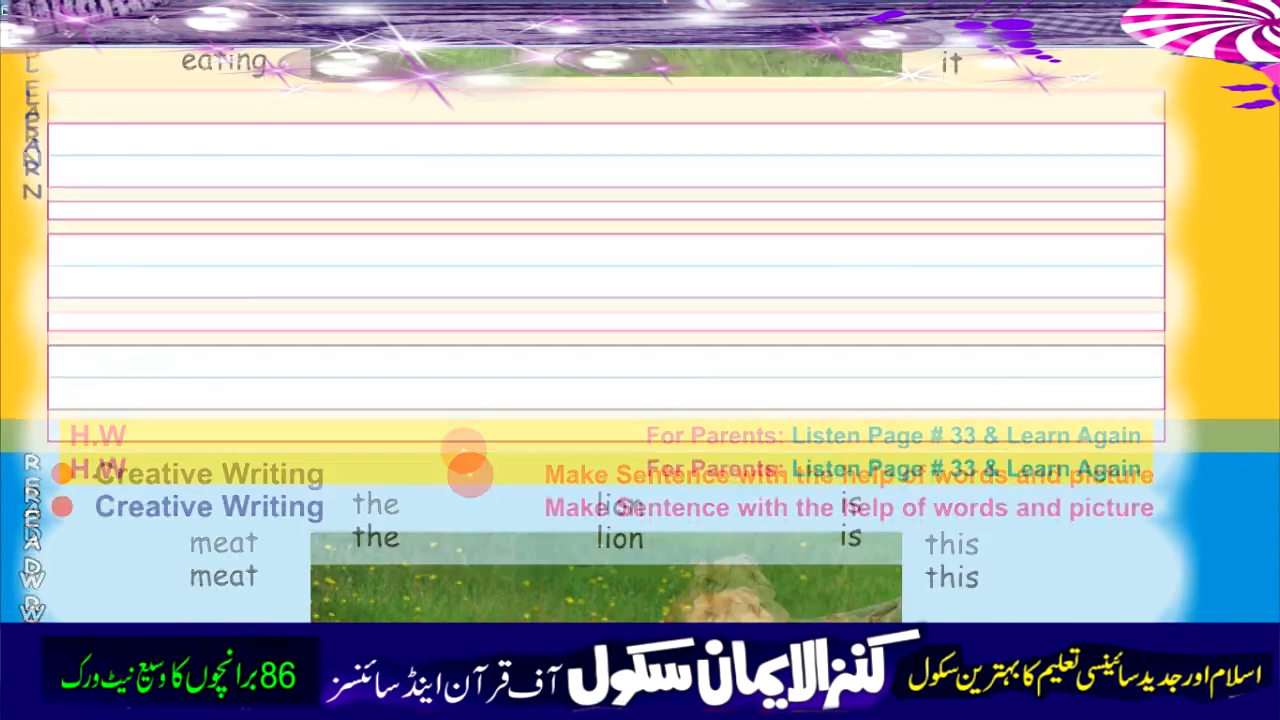 eating it
LEARN
H.W For Parents: Listen Page # 33 & Learn Again
H.W For Parents: Listen Page # 33 & Learn Again
Creative Writing Make Sentence with the help of words and picture
Creative Writing Make Sentence with the help of words and picture
the lion is
the lion is
meat this
meat this
اسلام اور جدید سائینسی تعلیم کا بہترین سکول کنزالایمان سکول آف قرآن اینڈ سائنسز 86 برانچوں کا وسیع نیٹ ورک